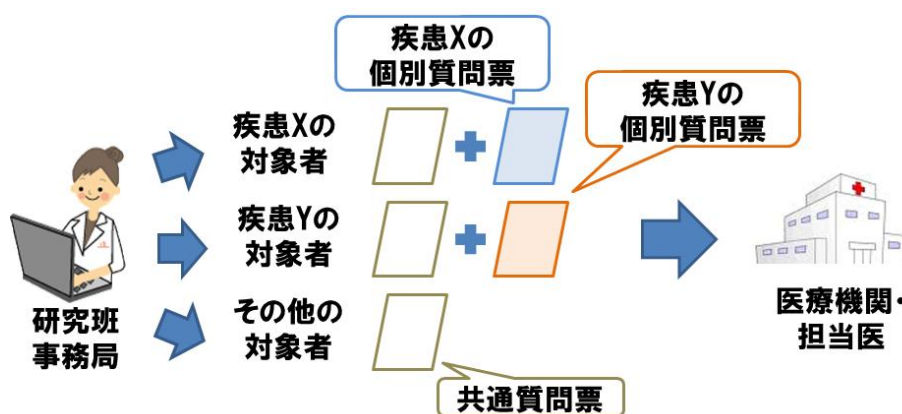 疾患Xの
個別質問票
疾患Yの
個別質問票
疾患Xの
対象者
疾患Yの
対象者
その他の
対象者
研究班
事務局
医療機関・
担当医
共通質問票